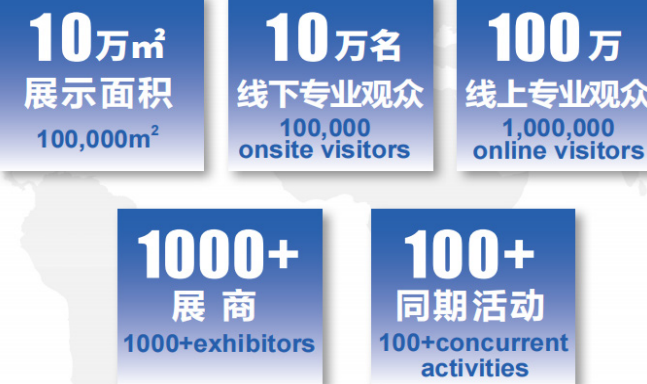 10万㎡
展示面积
100,000m²
10万名
线下专业观众
100,000
onsite visitors
100万
线上专业观众
1,000,000
online visitors
1000+
展 商
1000+exhibitors
100+
同期活动
100+concurrent
activities